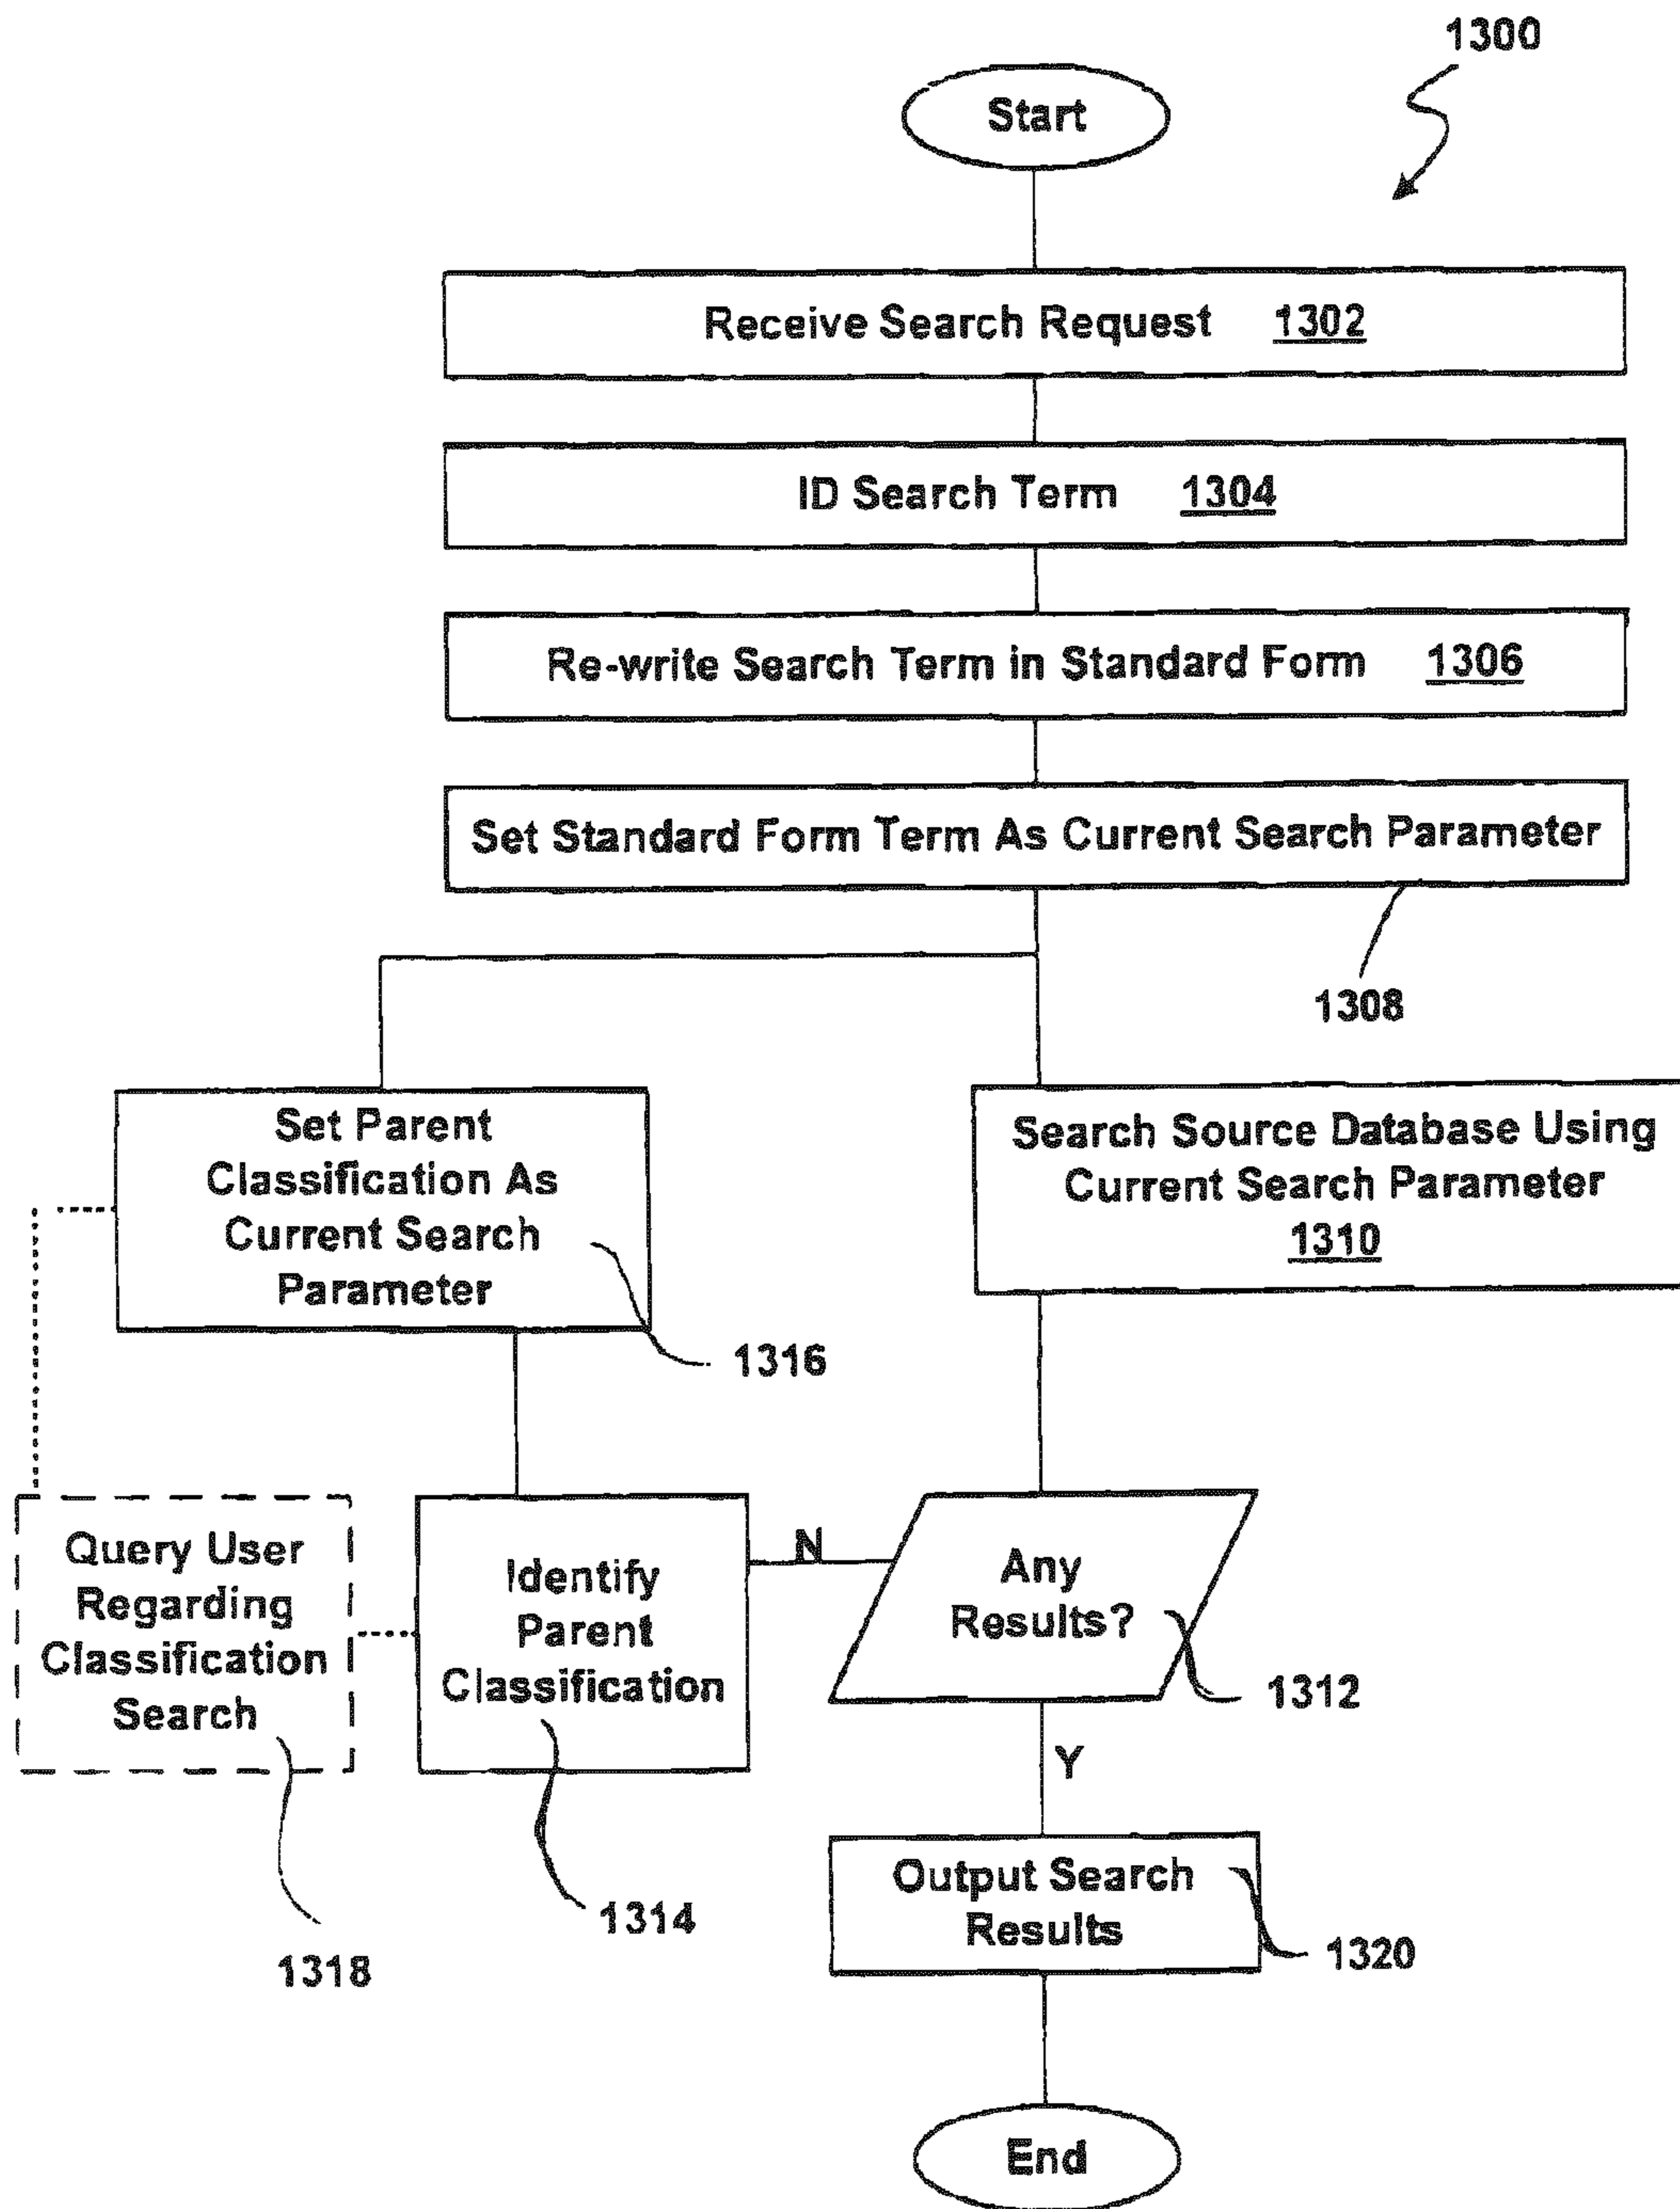 1300
Start
Receive Search Request 1302
ID Search Term 1304
Re-write Search Term in Standard Form 1306
Set Standard Form Term As Current Search Parameter
1308
Set Parent
Classification As
Current Search
Parameter
1316
Search Source Database Using
Current Search Parameter
1310
Query User
Regarding
Classification
Search
1318
Identify
Parent
Classification
1314
N
Any
Results?
1312
Y
Output Search
Results
1320
End